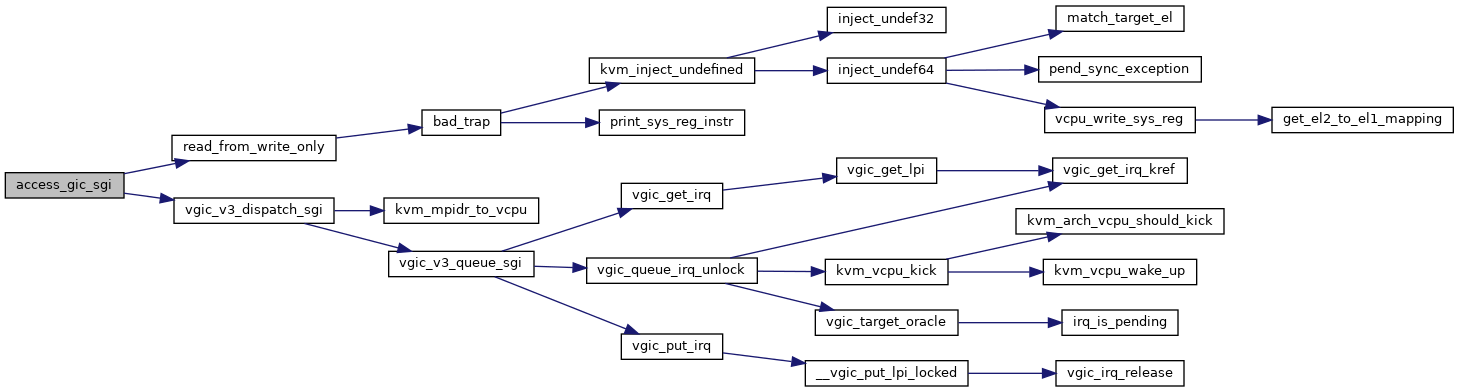 access_gic_sgi
read_from_write_only
vgic_v3_dispatch_sgi
bad_trap
kvm_mpidr_to_vcpu
vgic_v3_queue_sgi
kvm_inject_undefined
print_sys_reg_instr
vgic_get_irq
vgic_queue_irq_unlock
vgic_put_irq
inject_undef32
inject_undef64
vgic_get_lpi
kvm_vcpu_kick
vgic_target_oracle
__vgic_put_lpi_locked
match_target_el
pend_sync_exception
vcpu_write_sys_reg
vgic_get_irq_kref
kvm_arch_vcpu_should_kick
kvm_vcpu_wake_up
irq_is_pending
vgic_irq_release
get_el2_to_el1_mapping